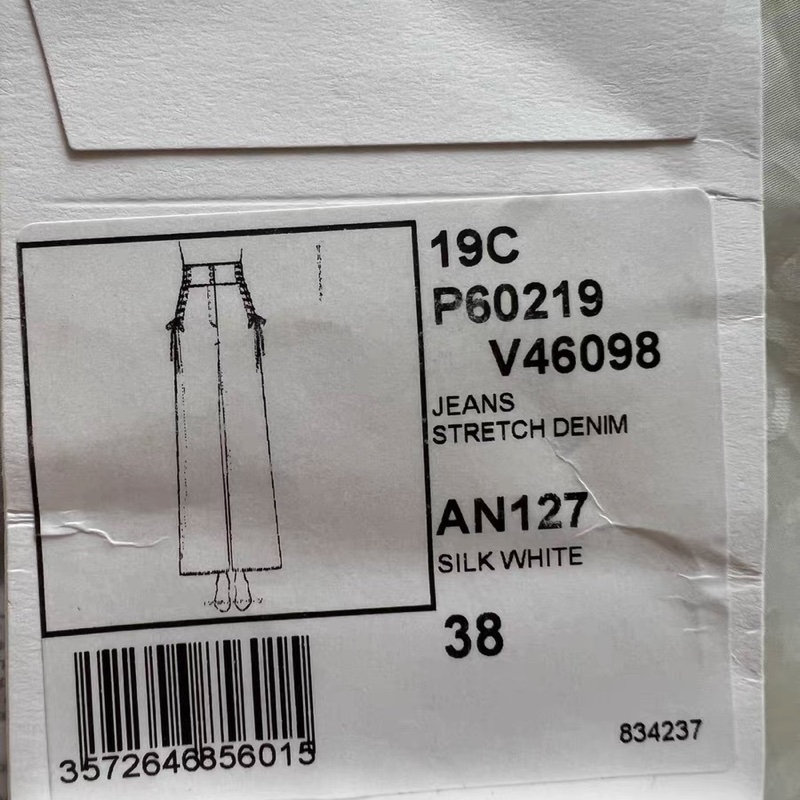 19C
P60219
V46098
JEANS
STRETCH DENIM
AN127
SILK WHITE
38
834237
3572646856015